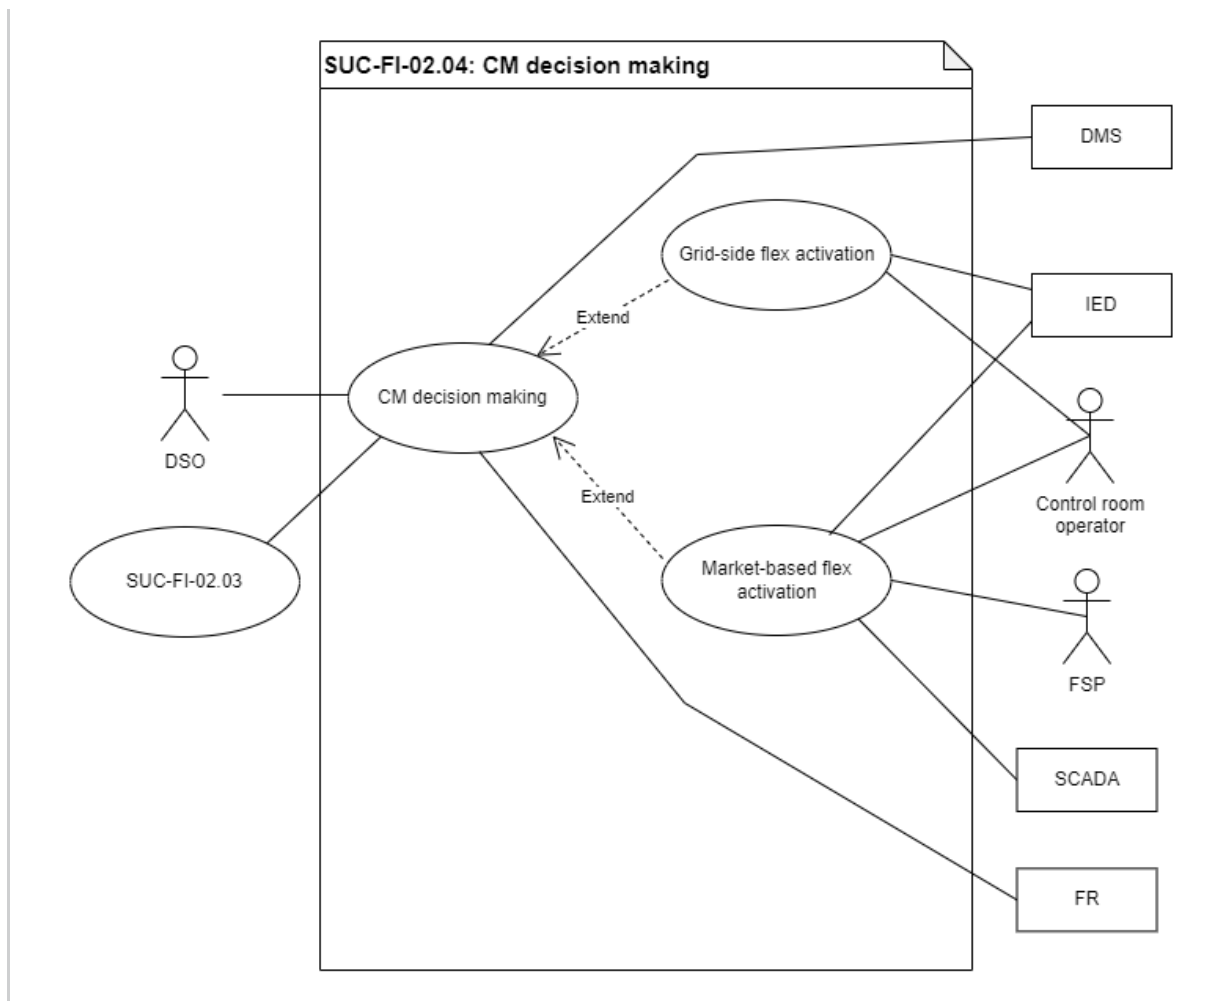 SUC-FI-02.04: CM decision making
DMS
Grid-side flex activation
IED
Extend
CM decision making
DSO
Extend
Control room
operator
SUC-FI-02.03
Market-based flex
activation
FSP
SCADA
FR